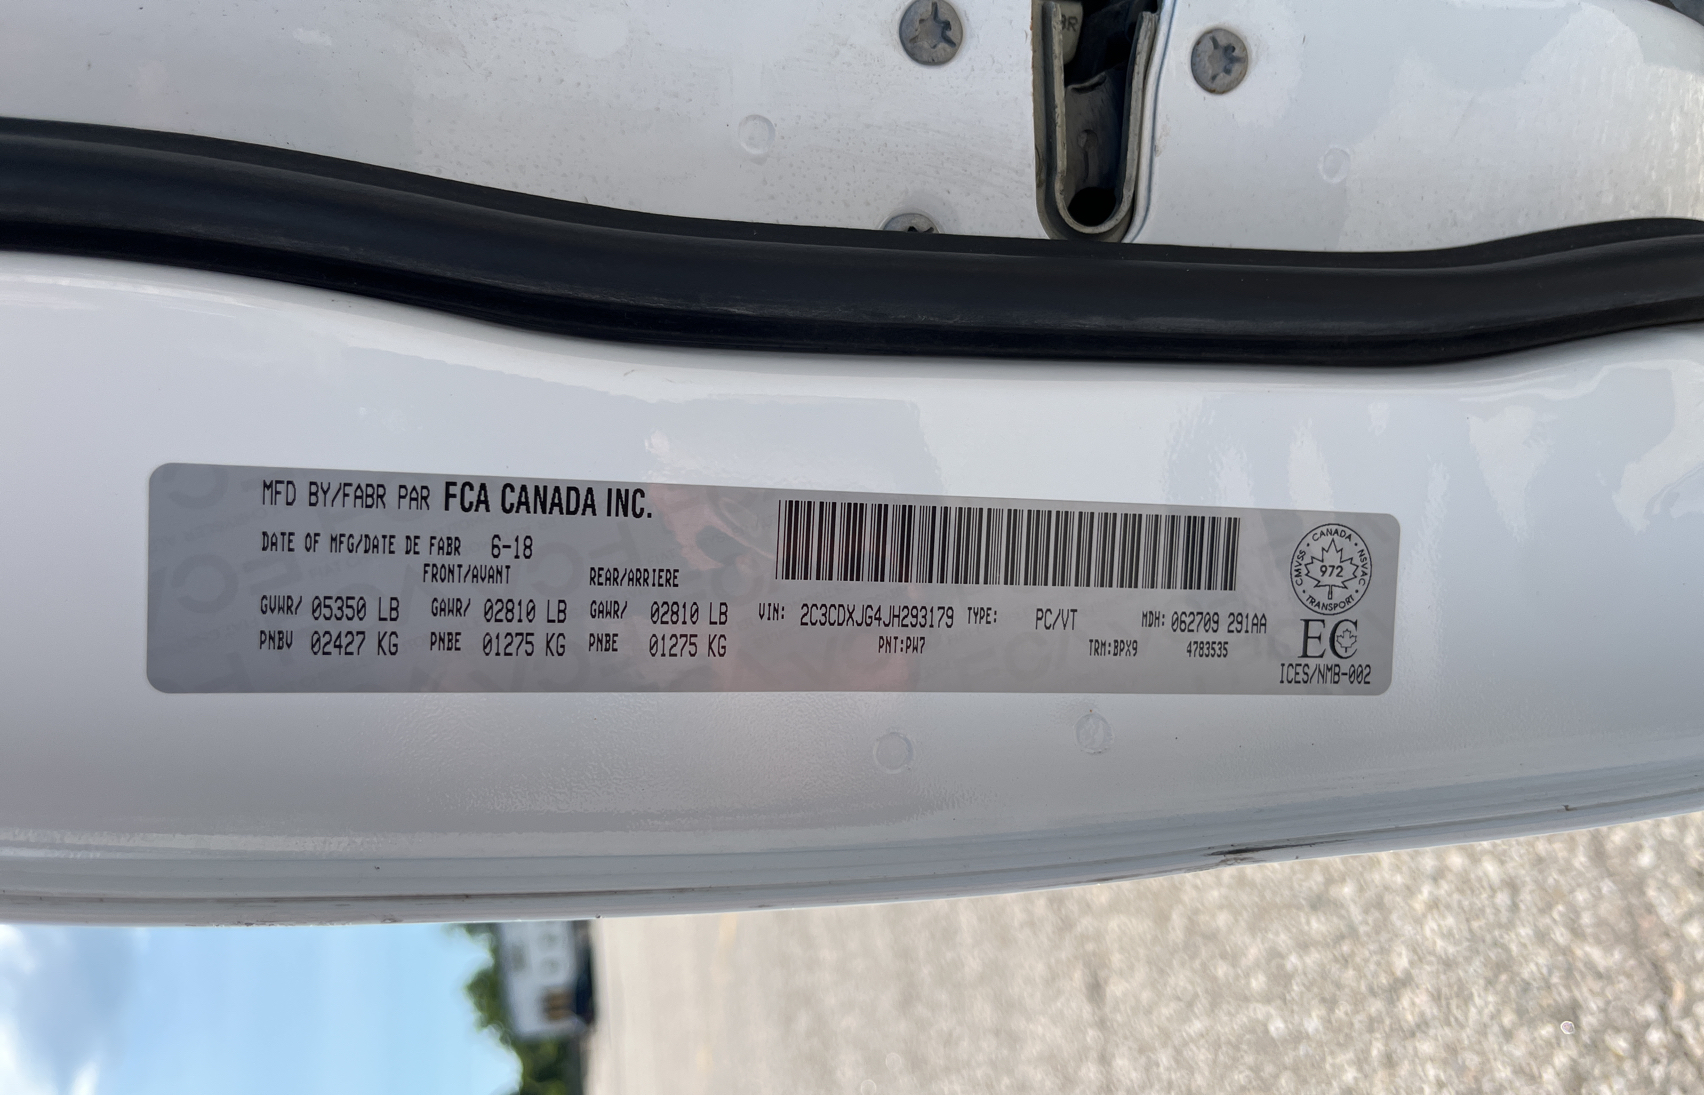 MFD BY/FABR PAR FCA CANADA INC.
DATE OF MFG/DATE DE FABR 6-18
FRONT/AVANT REAR/ARRIERE
GVWR/ 05350 LB GAWR/ 02810 LB GAWR/ 02810 LB VIN: 2C3CDXJG4JH293179 TYPE: PC/VT MDH: 062709 291AA
PNBV 02427 KG PNBE 01275 KG PNBE 01275 KG PNT:PW7 TRM:BPX9 4783535
CANADA
CMVSS NSVAC
972
TRANSPORT
EC
ICES/NMB-002